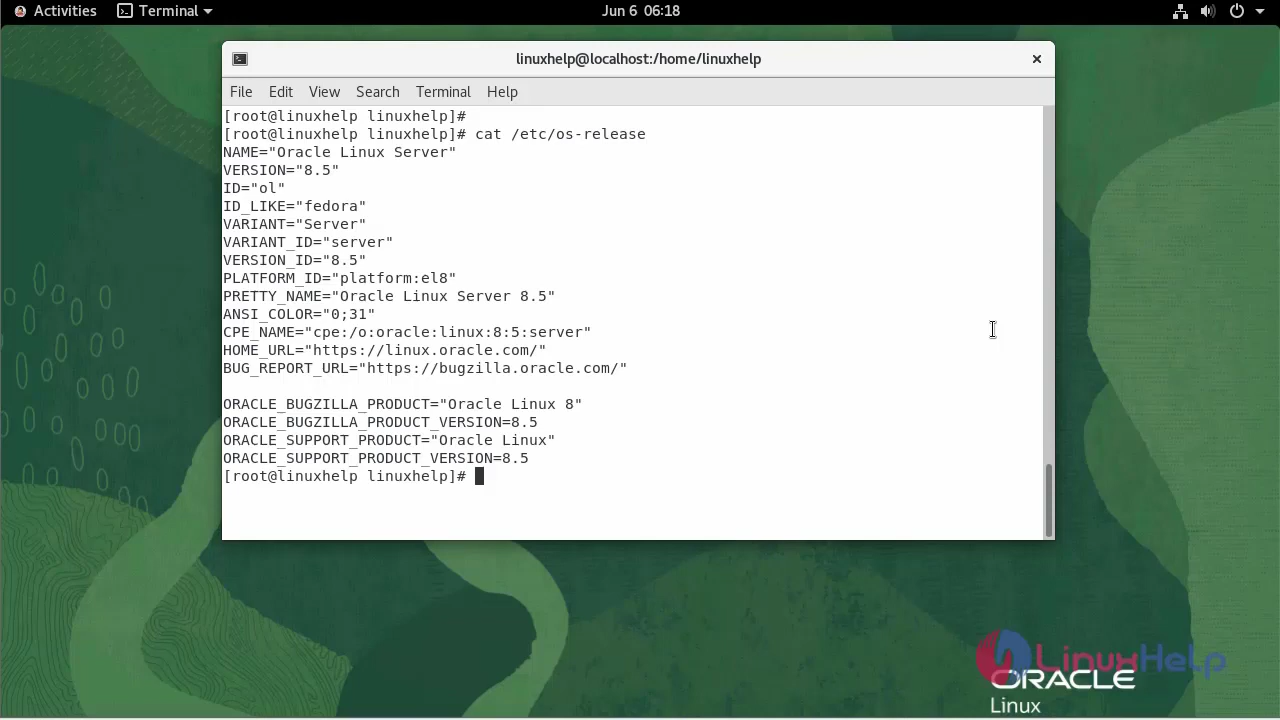 Activities Terminal Jun 6 06:18
linuxhelp@localhost:/home/linuxhelp
File Edit View Search Terminal Help
[root@linuxhelp linuxhelp]#
[root@linuxhelp linuxhelp]# cat /etc/os-release
NAME="Oracle Linux Server"
VERSION="8.5"
ID="ol"
ID_LIKE="fedora"
VARIANT="Server"
VARIANT_ID="server"
VERSION_ID="8.5"
PLATFORM_ID="platform:el8"
PRETTY_NAME="Oracle Linux Server 8.5"
ANSI_COLOR="0;31"
CPE_NAME="cpe:/o:oracle:linux:8:5:server"
HOME_URL="https://linux.oracle.com/"
BUG_REPORT_URL="https://bugzilla.oracle.com/"
ORACLE_BUGZILLA_PRODUCT="Oracle Linux 8"
ORACLE_BUGZILLA_PRODUCT_VERSION=8.5
ORACLE_SUPPORT_PRODUCT="Oracle Linux"
ORACLE_SUPPORT_PRODUCT_VERSION=8.5
[root@linuxhelp linuxhelp]#
LinuxHelp
ORACLE
Linux